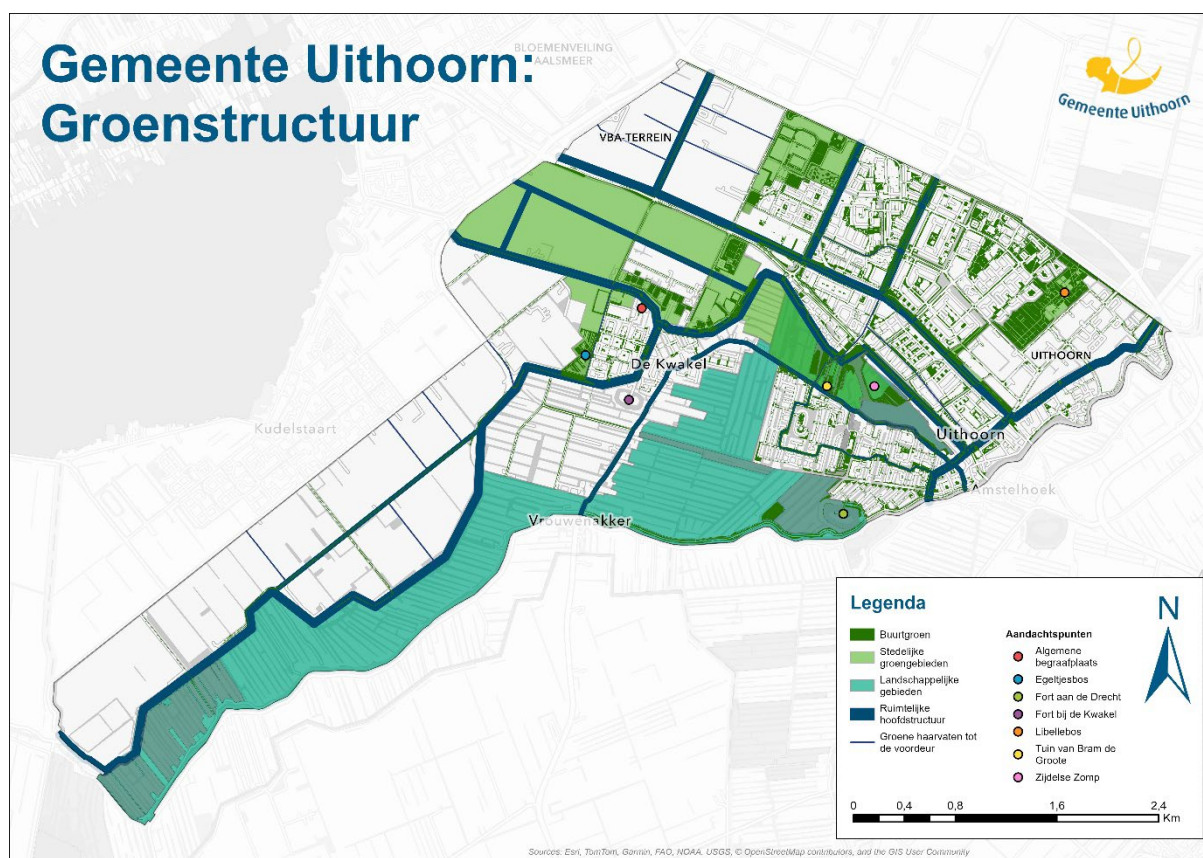 Gemeente Uithoorn:
Groenstructuur
BLOEMENVEILING
AALSMEER
Gemeente Uithoorn
VBA-TERREIN
UITHOORN
De Kwakel
Kudelstaart
Uithoorn
Amstelhoek
Vrouwenakker
Legenda
Buurtgroen
Stedelijke
groengebieden
Landschappelijke
gebieden
Ruimtelijke
hoofdstructuur
Groene haarvaten tot
de voordeur
Aandachtspunten
Algemene
begraafplaats
Egeltjesbos
Fort aan de Drecht
Fort bij de Kwakel
Libellebos
Tuin van Bram de
Groote
Zijdelse Zomp
N
0 0,4 0,8 1,6 2,4
Km
Sources: Esri, TomTom, Garmin, FAO, NOAA, USGS, © OpenStreetMap contributors, and the GIS User Community